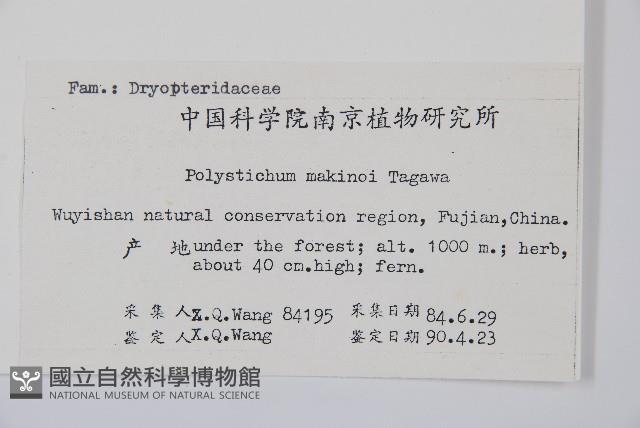 Fam.: Dryopteridaceae
中国科学院南京植物研究所
Polystichum makinoi Tagawa
Wuyishan natural conservation region, Fujian,China.
产 地 under the forest; alt. 1000 m.; herb,
about 40 cm.high; fern.
采 集 人 X.Q.Wang 84195 采集日期 84.6.29
鉴 定 人 X.Q.Wang 鉴定日期 90.4.23
國立自然科學博物館
NATIONAL MUSEUM OF NATURAL SCIENCE